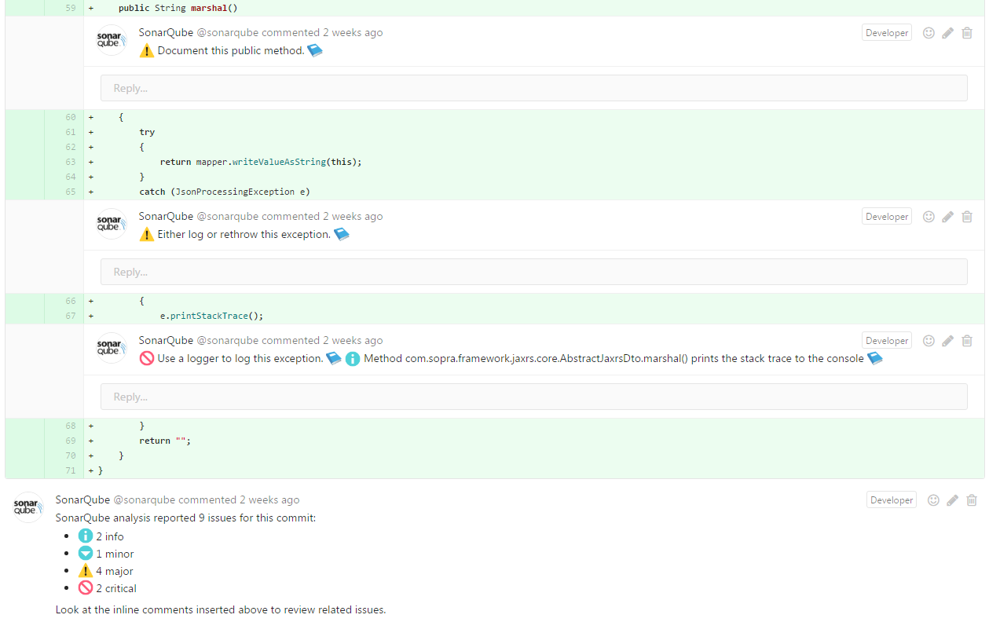 59 + public String marshal()
sonar qube SonarQube @sonarqube commented 2 weeks ago Developer
Document this public method.
Reply...
60 + {
61 + try
62 + {
63 + return mapper.writeValueAsString(this);
64 + }
65 + catch (JsonProcessingException e)
sonar qube SonarQube @sonarqube commented 2 weeks ago Developer
Either log or rethrow this exception.
Reply...
66 + {
67 + e.printStackTrace();
sonar qube SonarQube @sonarqube commented 2 weeks ago Developer
Use a logger to log this exception. Method com.sopra.framework.jaxrs.core.AbstractJaxrsDto.marshal() prints the stack trace to the console
Reply...
68 + }
69 + return "";
70 + }
71 + }
sonar qube SonarQube @sonarqube commented 2 weeks ago Developer
SonarQube analysis reported 9 issues for this commit:
• 2 info
• 1 minor
• 4 major
• 2 critical
Look at the inline comments inserted above to review related issues.